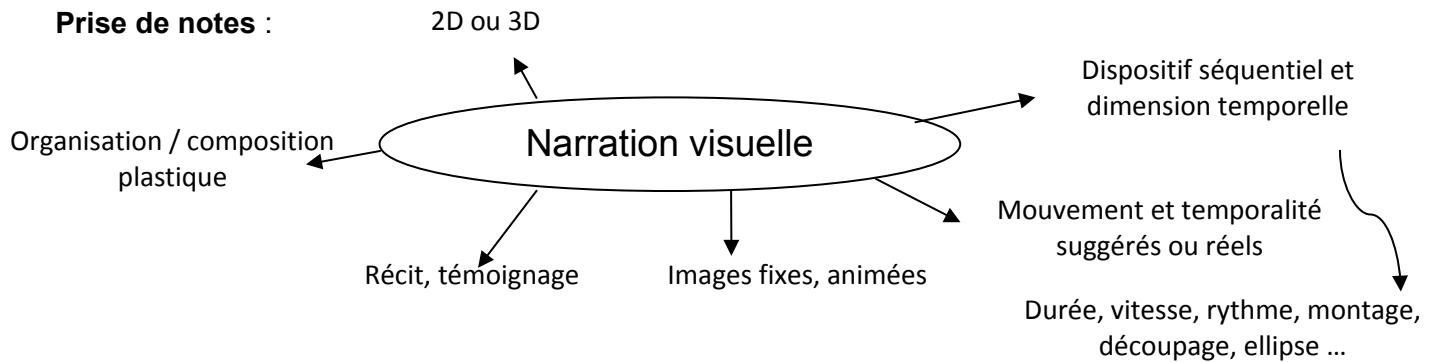 Prise de notes :
2D ou 3D
Dispositif séquentiel et
dimension temporelle
Organisation / composition
plastique
Narration visuelle
Mouvement et temporalité
suggérés ou réels
Récit, témoignage
Images fixes, animées
Durée, vitesse, rythme, montage,
découpage, ellipse ...